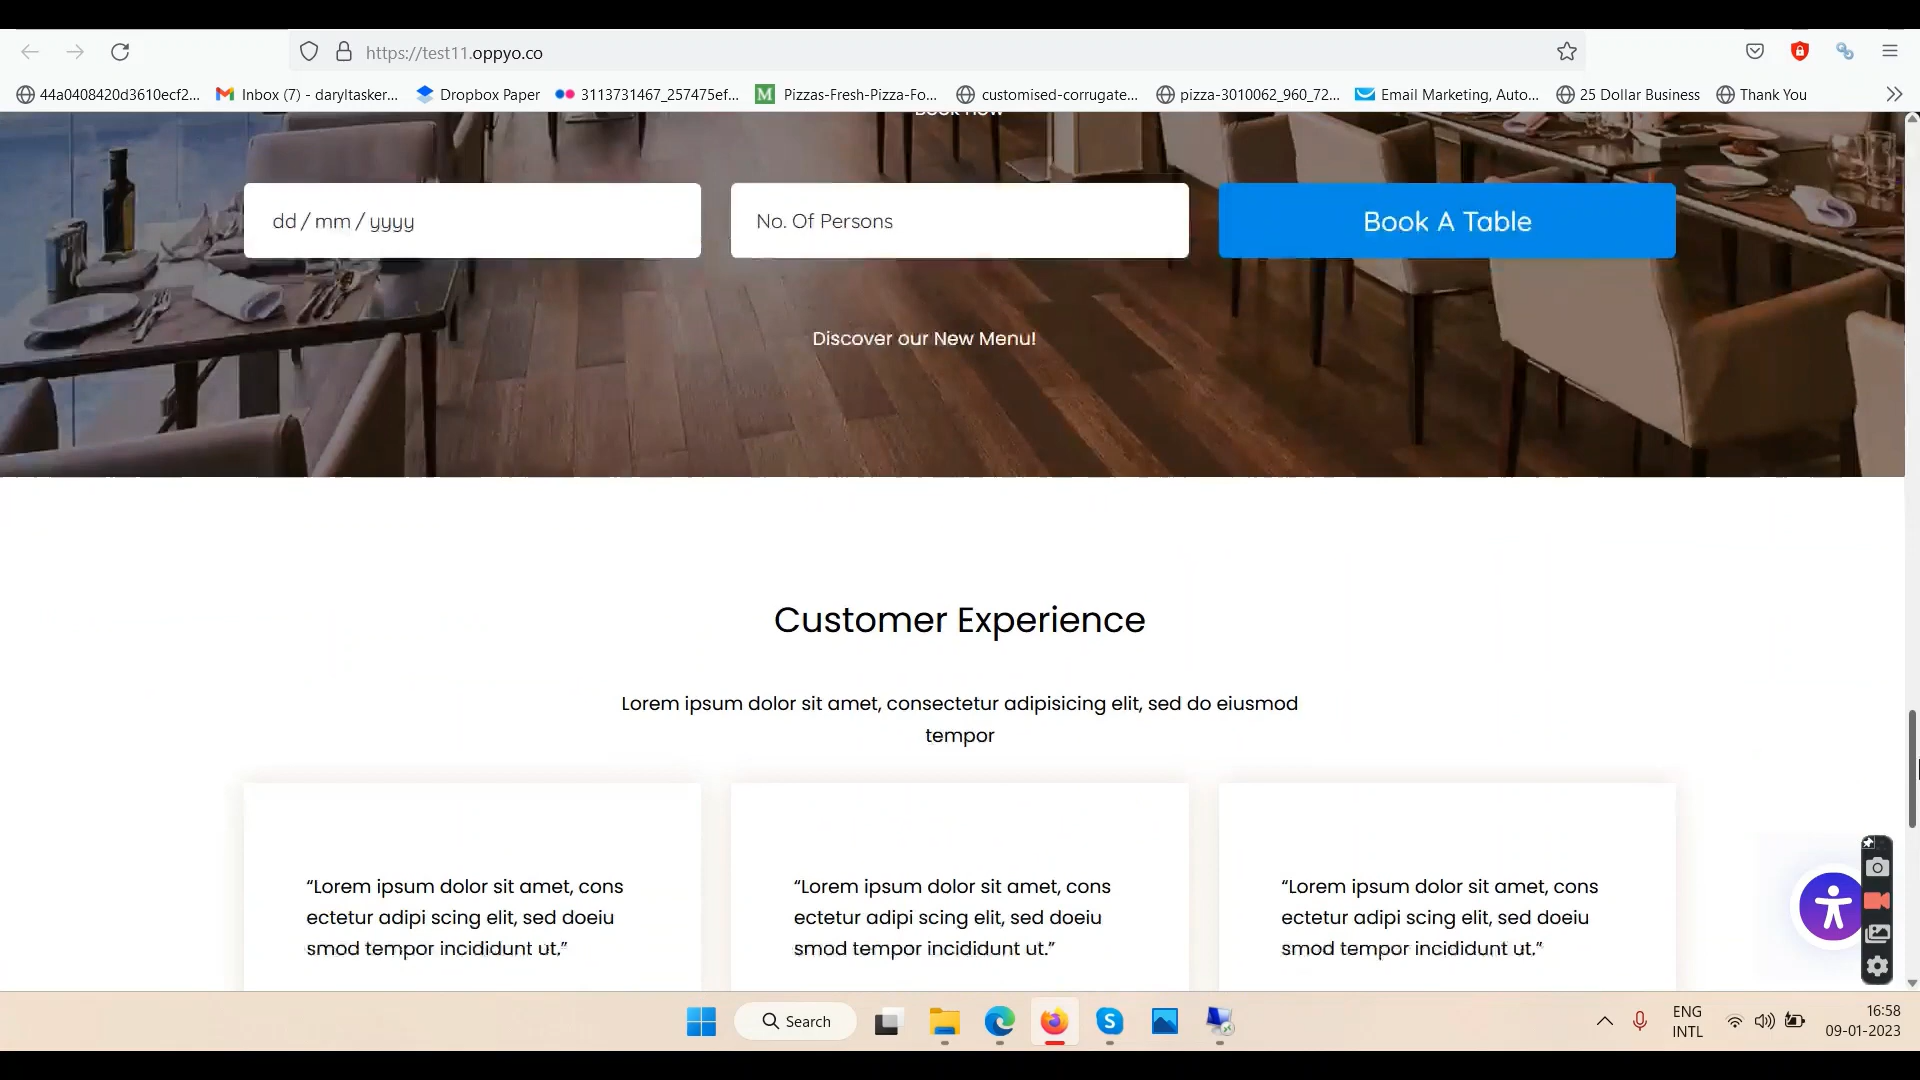 https://test11.oppyo.co
44a0408420d3610ecf2...
Inbox (7) - daryltasker...
Dropbox Paper
3113731467_257475ef...
M
Pizzas-Fresh-Pizza-Fo...
customised-corrugate...
pizza-3010062_960_72...
Email Marketing, Auto...
25 Dollar Business
Thank You
Book now
dd / mm / yyyy
No. Of Persons
Book A Table
Discover our New Menu!
Customer Experience
Lorem ipsum dolor sit amet, consectetur adipisicing elit, sed do eiusmod
tempor
“Lorem ipsum dolor sit amet, cons
ectetur adipi scing elit, sed doeiu
smod tempor incididunt ut.”
“Lorem ipsum dolor sit amet, cons
ectetur adipi scing elit, sed doeiu
smod tempor incididunt ut.”
“Lorem ipsum dolor sit amet, cons
ectetur adipi scing elit, sed doeiu
smod tempor incididunt ut.“
Search
S
ENG
INTL
16:58
09-01-2023